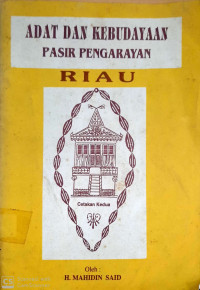 ADAT DAN KEBUDAYAAN
PASIR PENGARAYAN
RIAU
Cetakan Kedua
Oleh :
H. MAHIDIN SAID